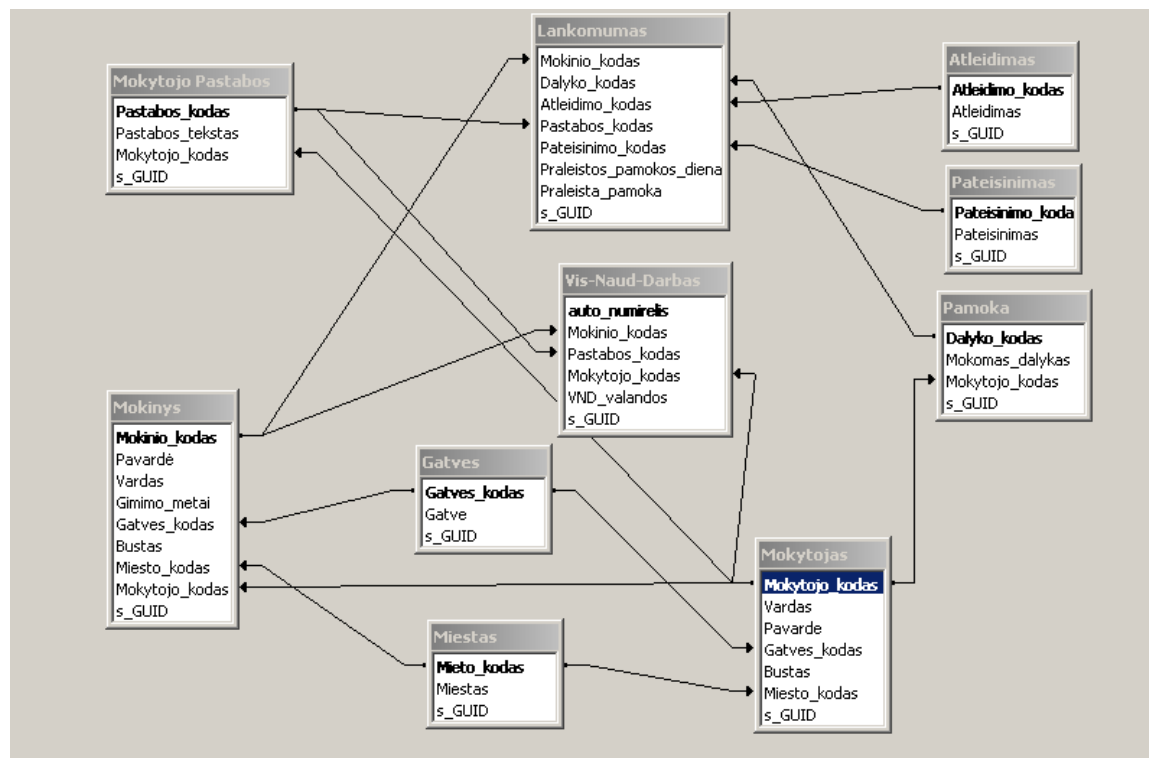 Mokytojo Pastabos
Pastabos_kodas
Pastabos_tekstas
Mokytojo_kodas
s_GUID
Lankomumas
Mokinio_kodas
Dalyko_kodas
Atleidimo_kodas
Pastabos_kodas
Pateisinimo_kodas
Praleistos_pamokos_diena
Praleista_pamoka
s_GUID
Atleidimas
Atleidimo_kodas
Atleidimas
s_GUID
Pateisinimas
Pateisinimo_koda
Pateisinimas
s_GUID
Vis-Naud-Darbas
auto_numirelis
Mokinio_kodas
Pastabos_kodas
Mokytojo_kodas
VND_valandos
s_GUID
Pamoka
Dalyko_kodas
Mokomas_dalykas
Mokytojo_kodas
s_GUID
Mokinys
Mokinio_kodas
Pavardė
Vardas
Gimimo_metai
Gatves_kodas
Bustas
Miesto_kodas
Mokytojo_kodas
s_GUID
Gatves
Gatves_kodas
Gatve
s_GUID
Miestas
Mieto_kodas
Miestas
s_GUID
Mokytojas
Mokytojo_kodas
Vardas
Pavarde
Gatves_kodas
Bustas
Miesto_kodas
s_GUID